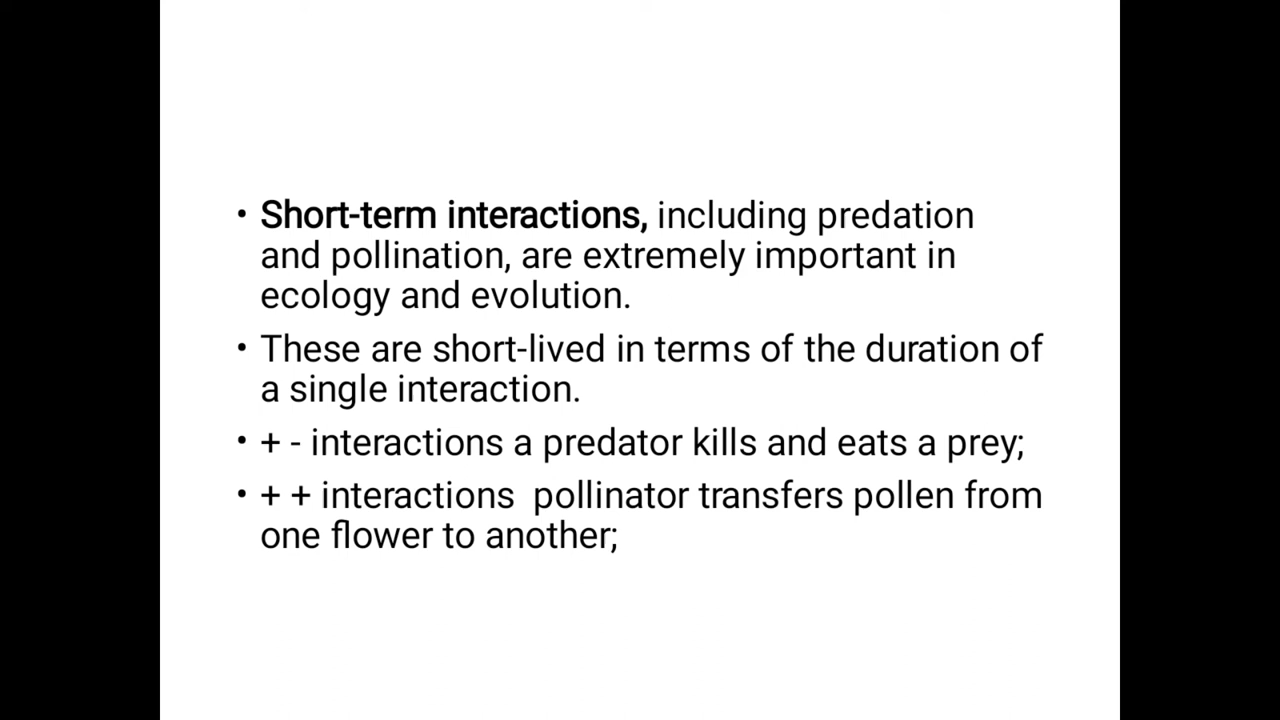 • Short-term interactions, including predation
and pollination, are extremely important in
ecology and evolution.
• These are short-lived in terms of the duration of
a single interaction.
• + - interactions a predator kills and eats a prey;
• + + interactions  pollinator transfers pollen from
one flower to another;